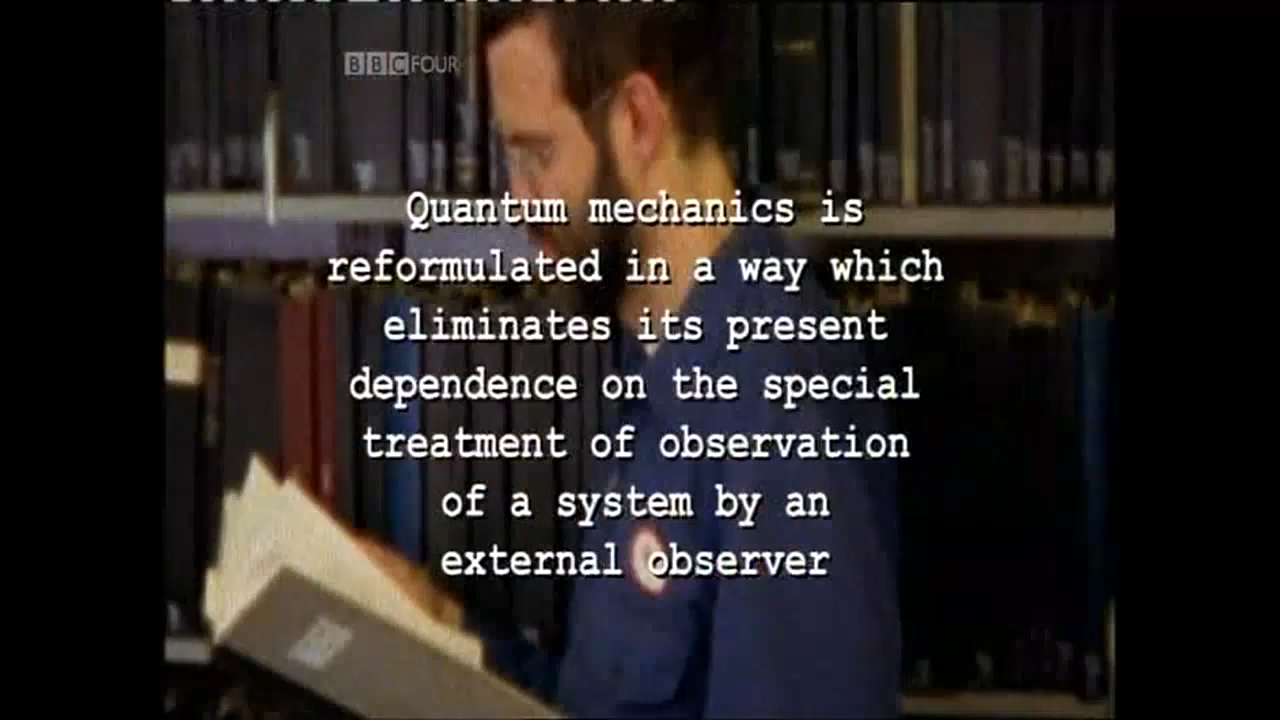 BBC FOUR
Quantum mechanics is
reformulated in a way which
eliminates its present
dependence on the special
treatment of observation
of a system by an
external observer